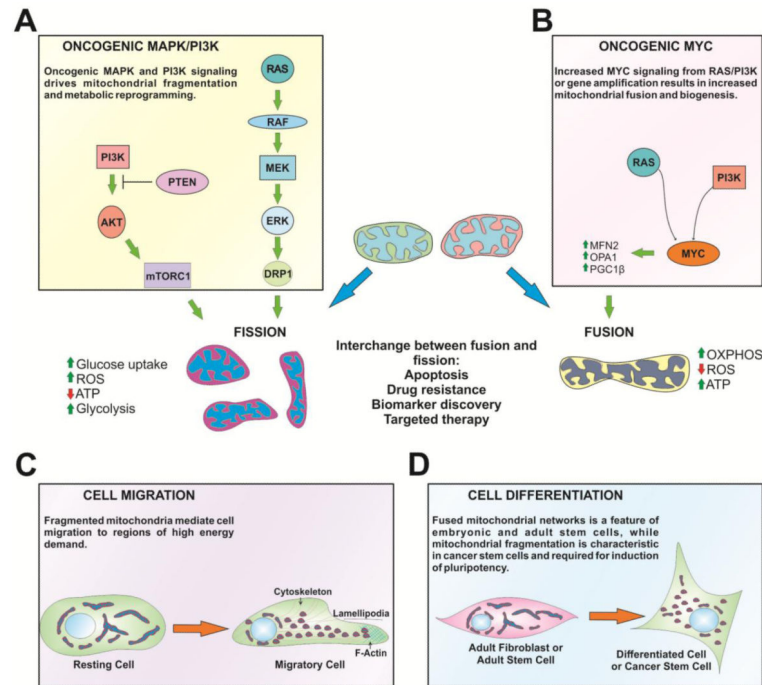 A
ONCOGENIC MAPK/PI3K
Oncogenic MAPK and PI3K signaling
drives mitochondrial fragmentation
and metabolic reprogramming.
RAS
RAF
MEK
ERK
DRP1
PI3K
PTEN
AKT
mTORC1
B
ONCOGENIC MYC
Increased MYC signaling from RAS/PI3K
or gene amplification results in increased
mitochondrial fusion and biogenesis.
RAS
PI3K
MYC
MFN2
OPA1
PGC1β
FISSION
Glucose uptake
ROS
ATP
Glycolysis
Interchange between fusion and
fission:
Apoptosis
Drug resistance
Biomarker discovery
Targeted therapy
FUSION
OXPHOS
ROS
ATP
C
CELL MIGRATION
Fragmented mitochondria mediate cell
migration to regions of high energy
demand.
Cytoskeleton
Lamellipodia
F-Actin
Resting Cell
Migratory Cell
D
CELL DIFFERENTIATION
Fused mitochondrial networks is a feature of
embryonic and adult stem cells, while
mitochondrial fragmentation is characteristic
in cancer stem cells and required for induction
of pluripotency.
Adult Fibroblast or
Adult Stem Cell
Differentiated Cell
or Cancer Stem Cell